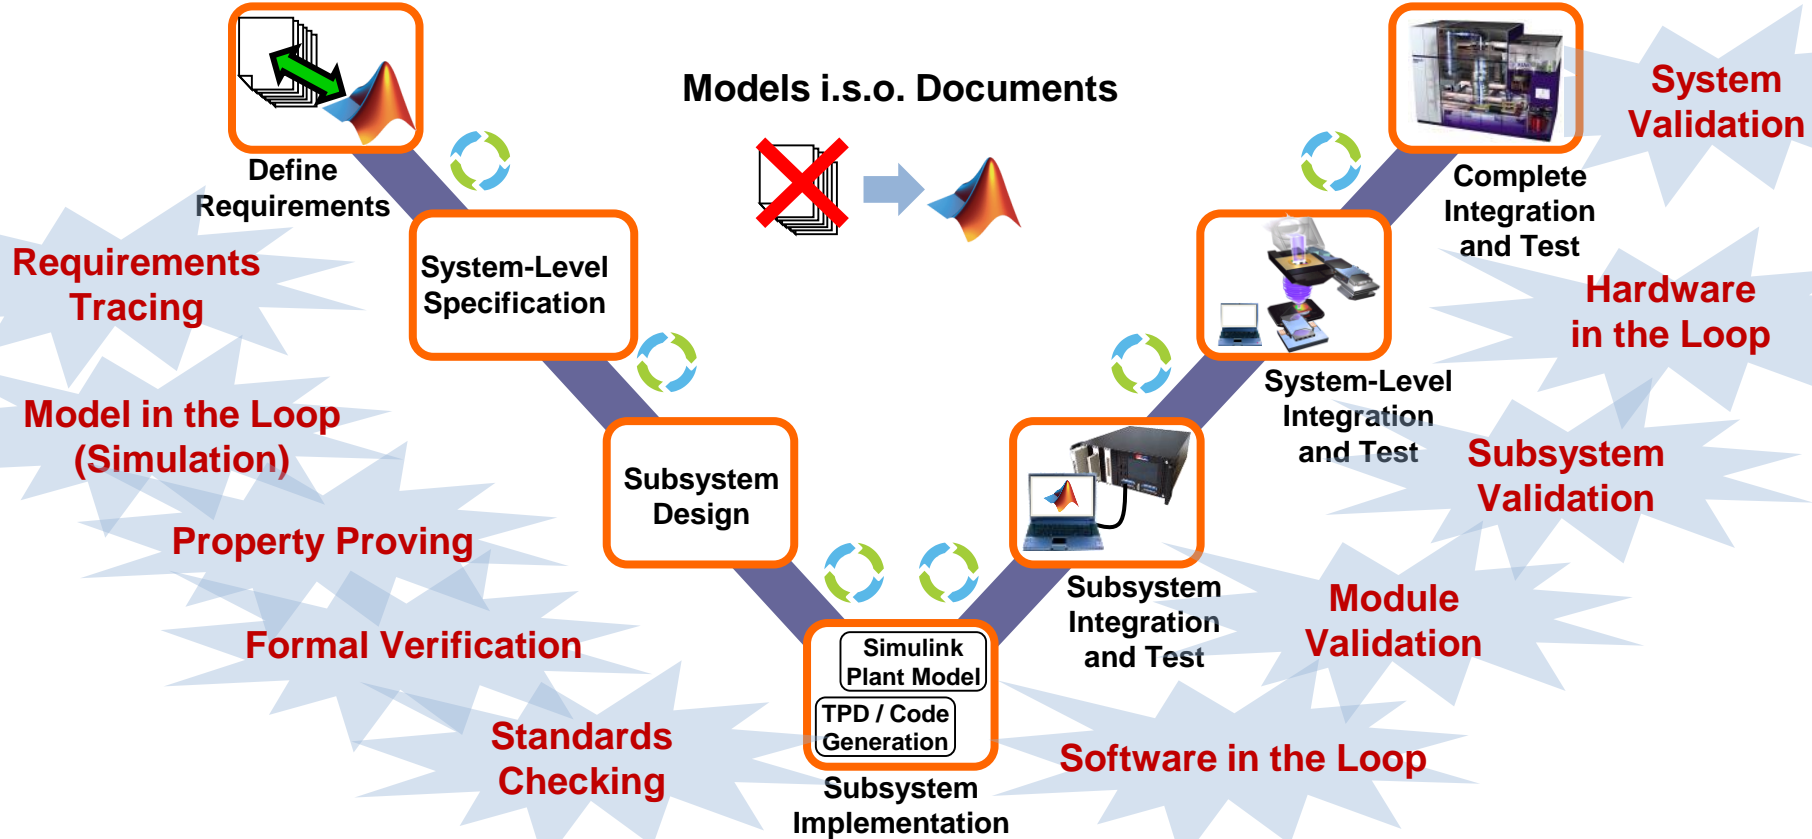 Models i.s.o. Documents
Define
Requirements
System-Level
Specification
Subsystem
Design
Simulink
Plant Model
TPD / Code
Generation
Subsystem
Implementation
Subsystem
Integration
and Test
System-Level
Integration
and Test
Complete
Integration
and Test
Requirements
Tracing
Model in the Loop
(Simulation)
Property Proving
Formal Verification
Standards
Checking
Software in the Loop
Module
Validation
Subsystem
Validation
Hardware
in the Loop
System
Validation